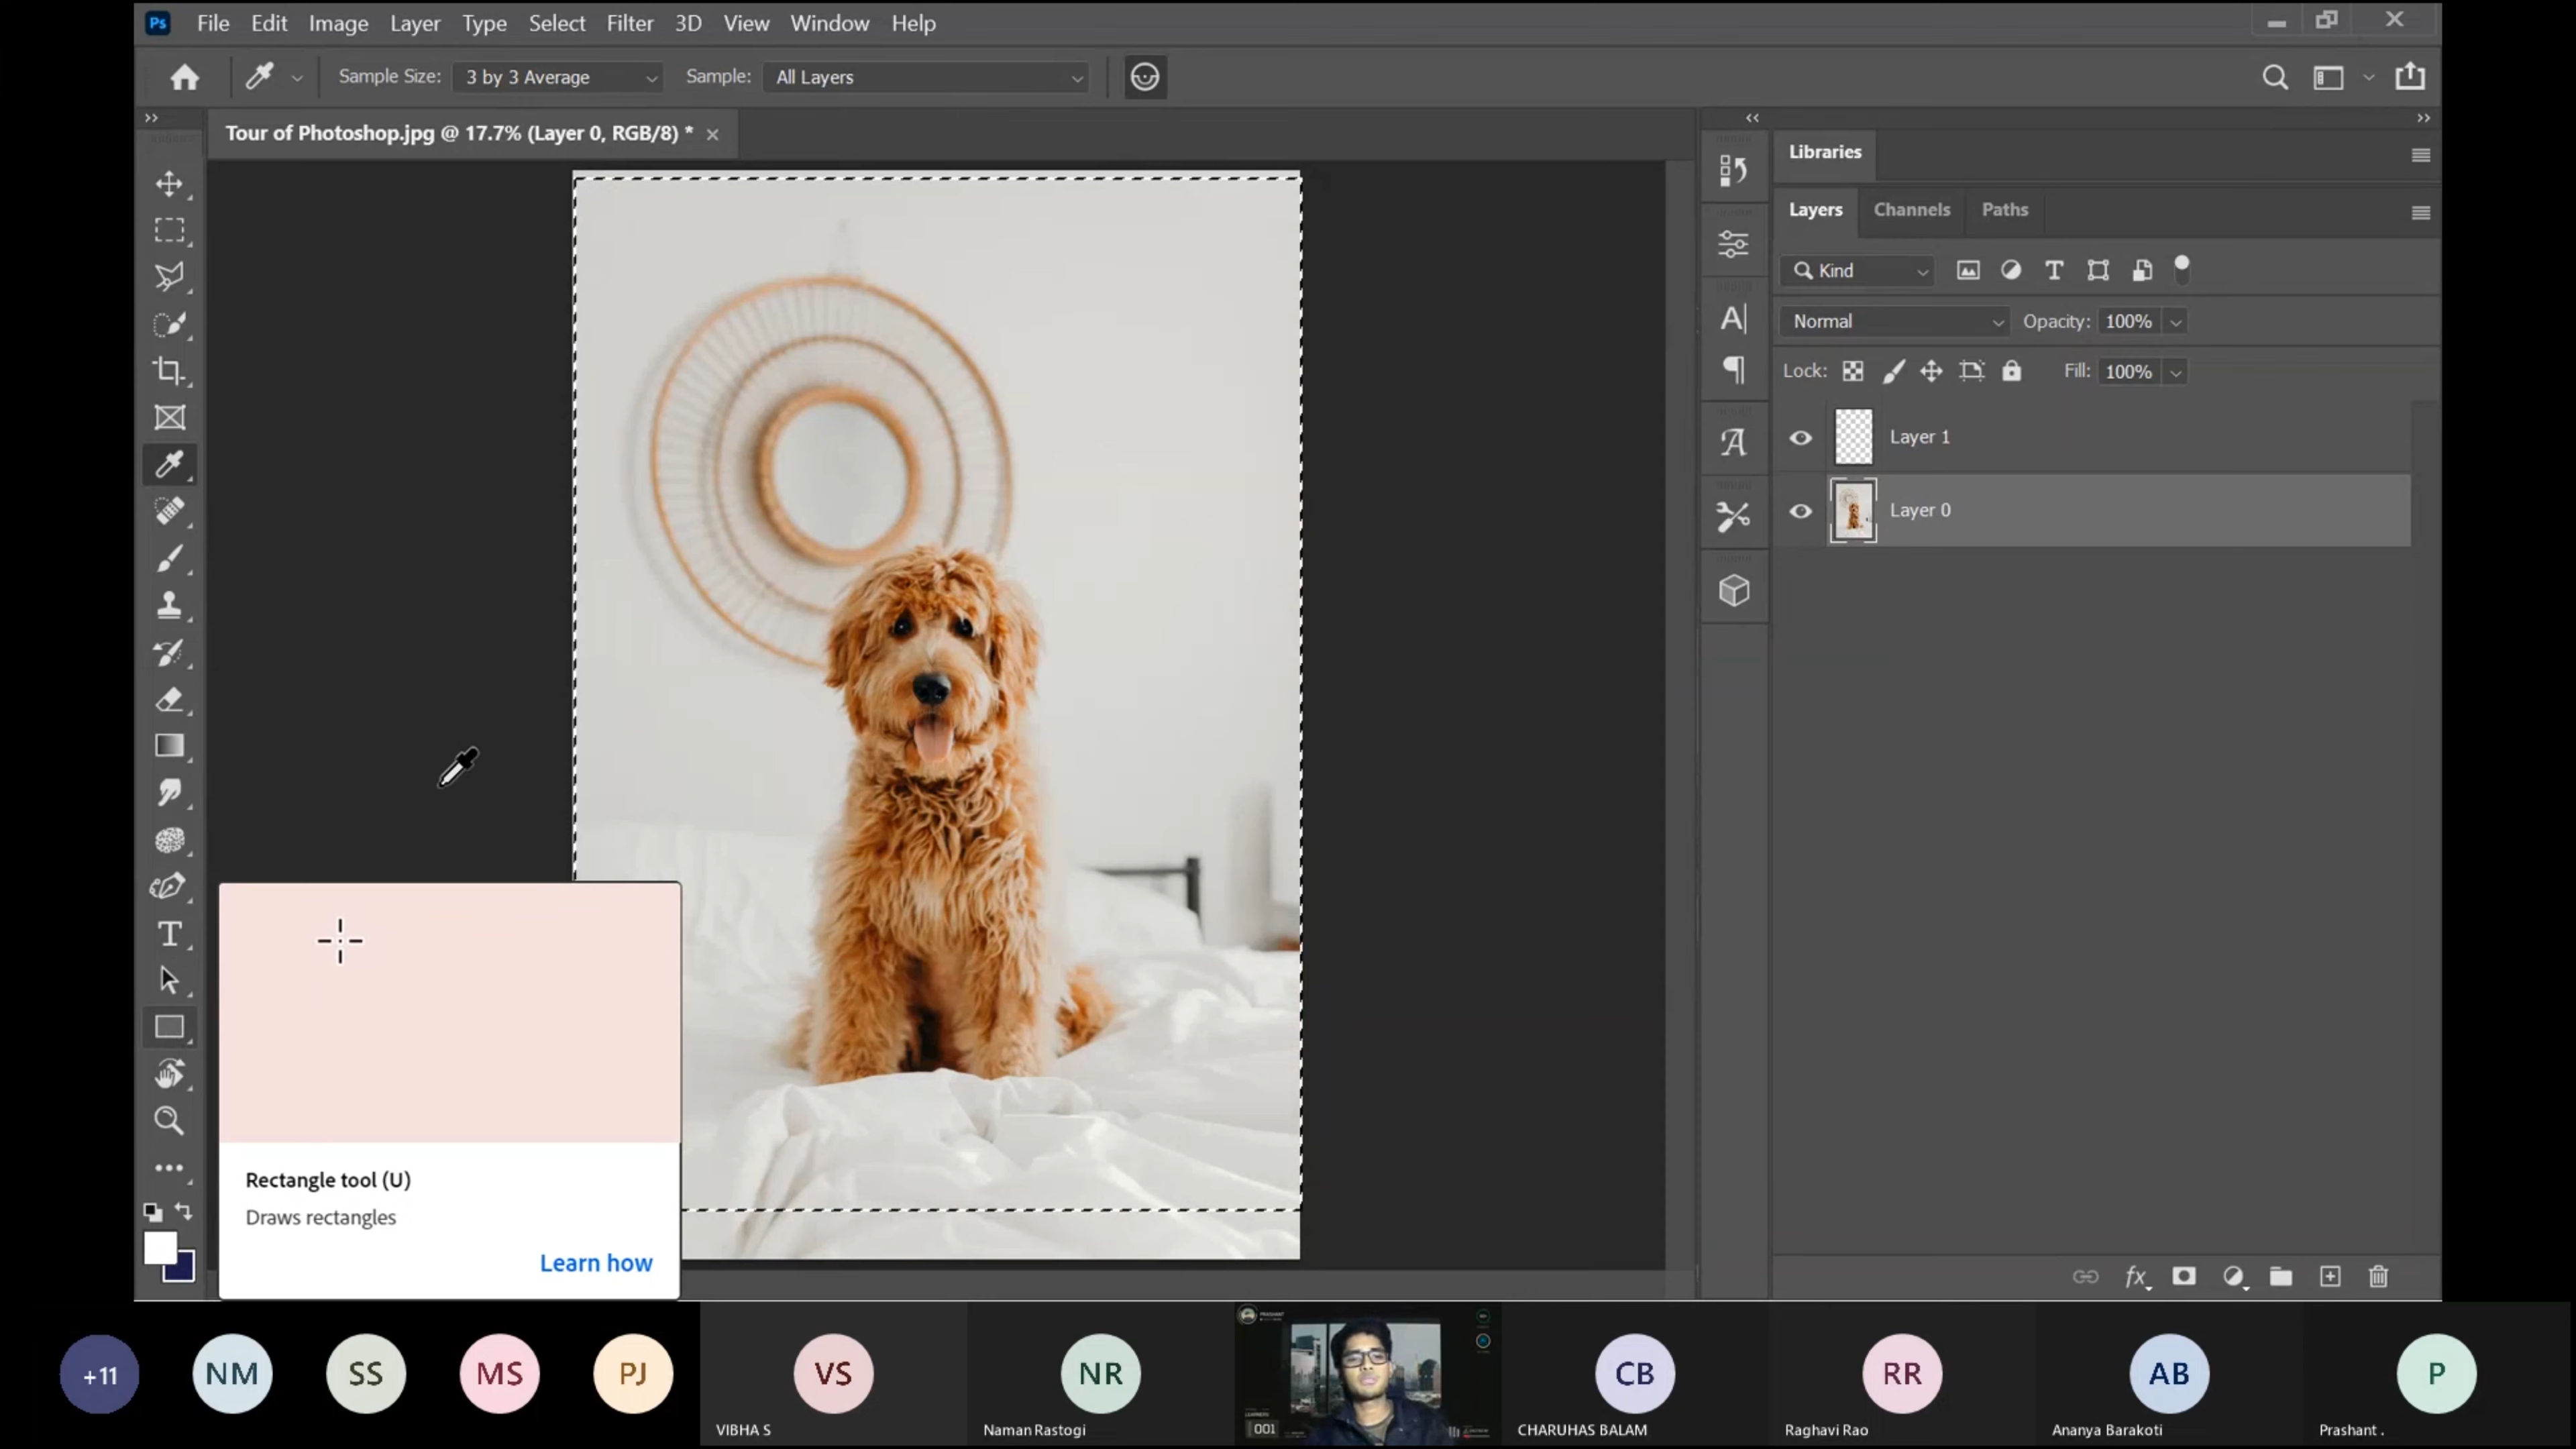 Ps File Edit Image Layer Type Select Filter 3D View Window Help
Sample Size: 3 by 3 Average Sample: All Layers
Tour of Photoshop.jpg @ 17.7% (Layer 0, RGB/8) *
Libraries
Layers Channels Paths
Kind
Normal Opacity: 100%
Lock: Fill: 100%
Layer 1
Layer 0
Rectangle tool (U)
Draws rectangles
Learn how
fx
+11 NM SS MS PJ VS NR CB RR AB P
PRASHANT
001
VIBHA S Naman Rastogi CHARUHAS BALAM Raghavi Rao Ananya Barakoti Prashant .